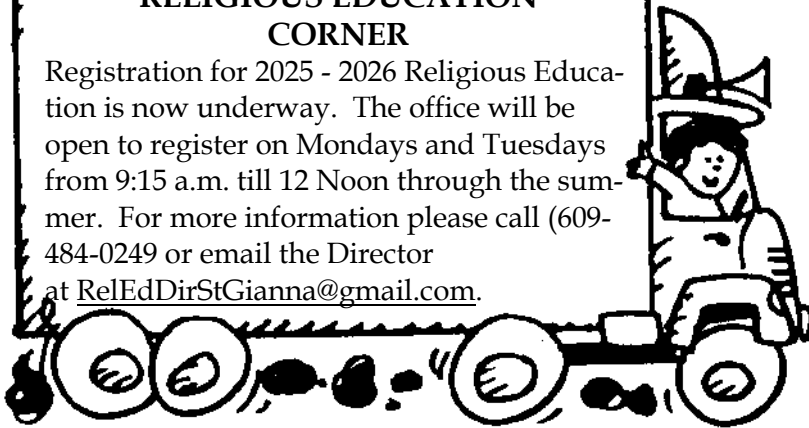 RELIGIOUS EDUCATION
CORNER
Registration for 2025 - 2026 Religious Educa-
tion is now underway.  The office will be
open to register on Mondays and Tuesdays
from 9:15 a.m. till 12 Noon through the sum-
mer.  For more information please call (609-
484-0249 or email the Director
at RelEdDirStGianna@gmail.com.